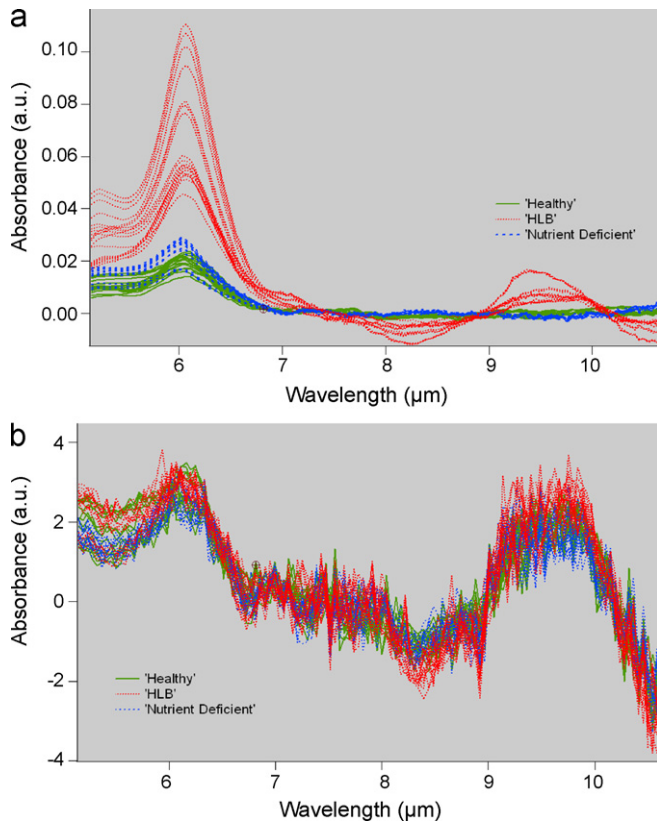 a
0.10
0.08
0.06
0.04
0.02
0.00
Absorbance (a.u.)
'Healthy'
'HLB'
'Nutrient Deficient'
6 7 8 9 10
Wavelength (µm)
b
4
2
0
-2
-4
Absorbance (a.u.)
'Healthy'
'HLB'
'Nutrient Deficient'
6 7 8 9 10
Wavelength (µm)